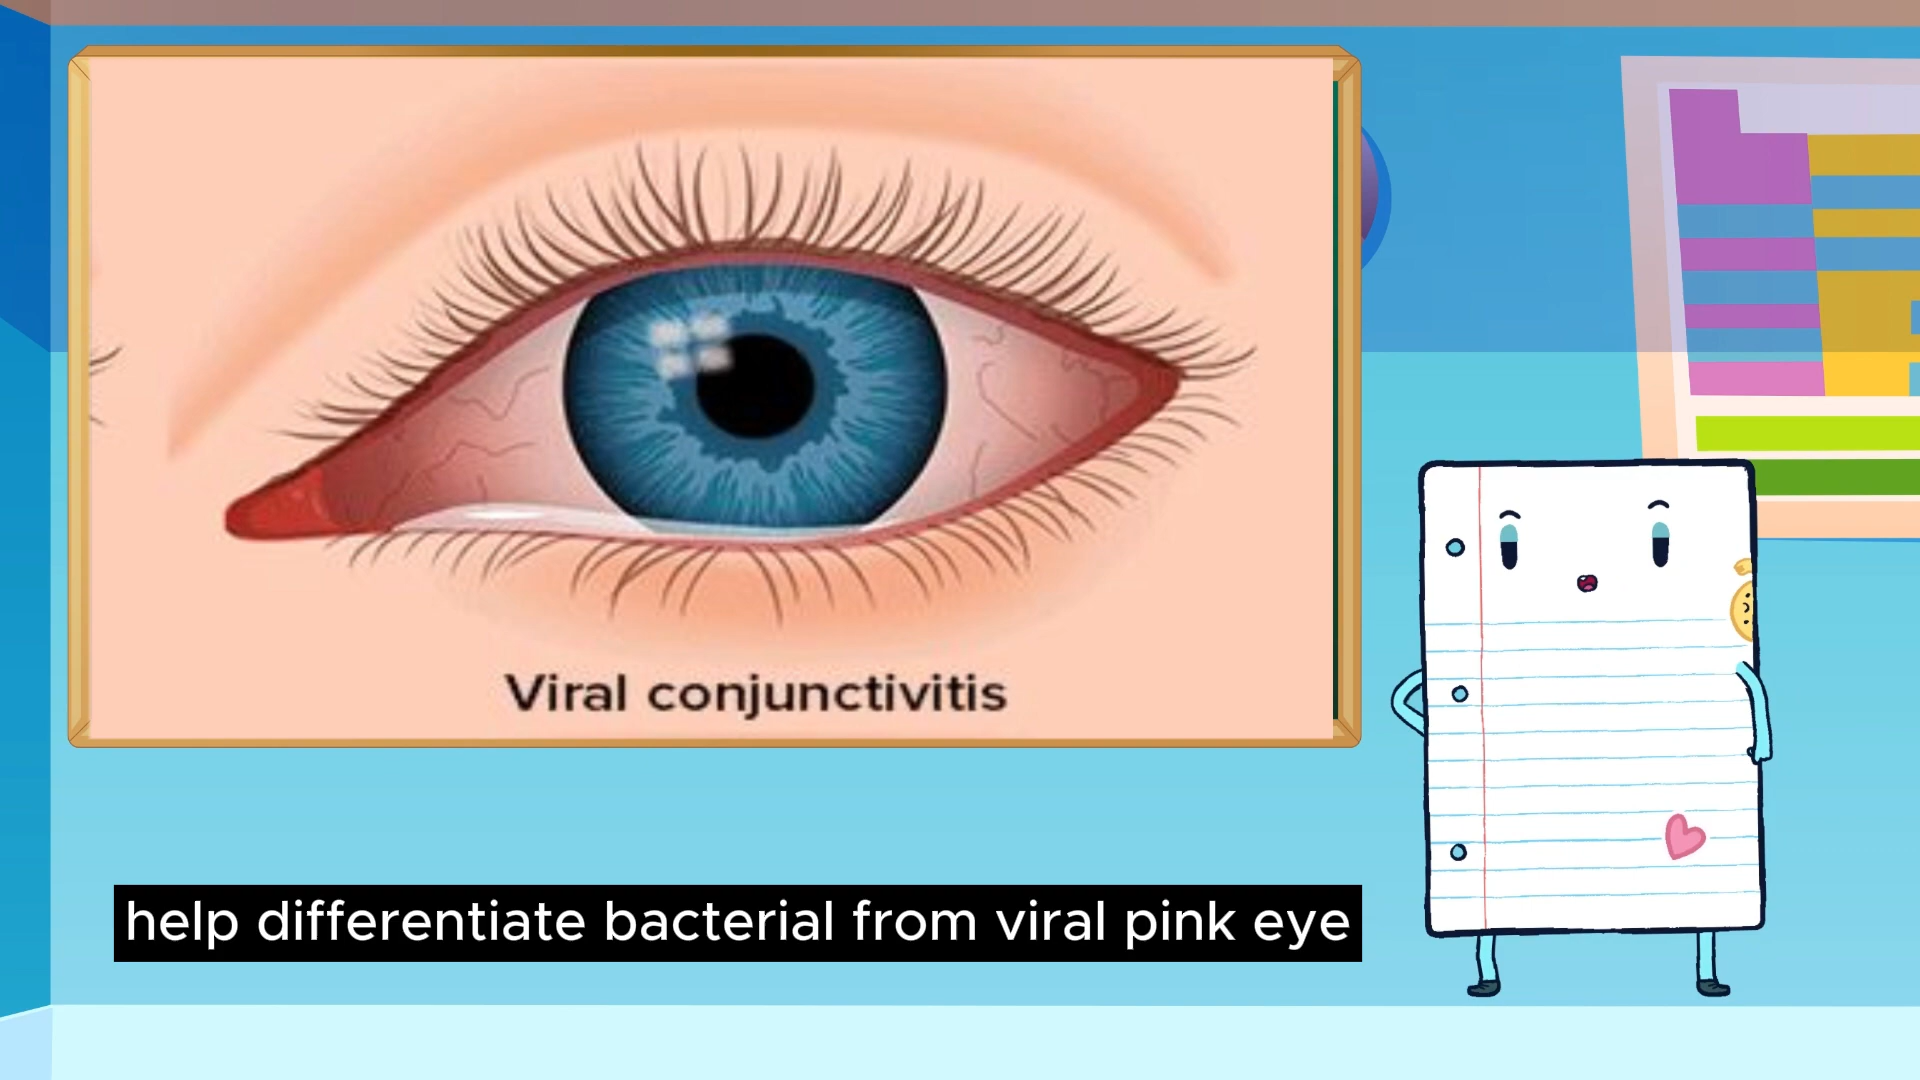 Viral conjunctivitis
help differentiate bacterial from viral pink eye